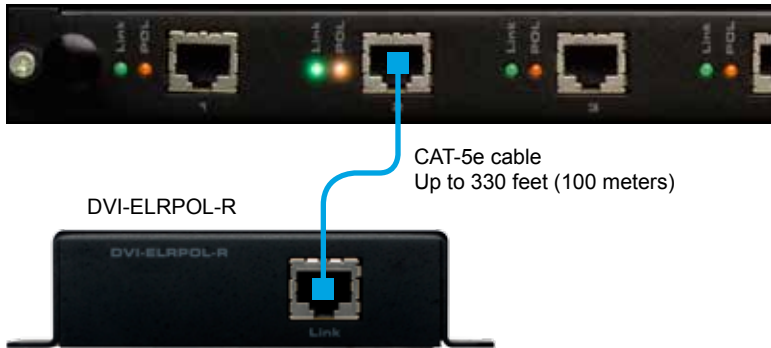 Link POL
1
Link POL
2
Link POL
3
Link POL
CAT-5e cable
Up to 330 feet (100 meters)
DVI-ELRPOL-R
DVI-ELRPOL-R
Link